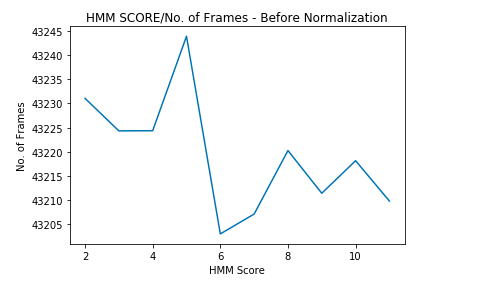 HMM SCORE/No. of Frames - Before Normalization
43245
43240
43235
43230
43225
43220
43215
43210
43205
No. of Frames
2 4 6 8 10
HMM Score